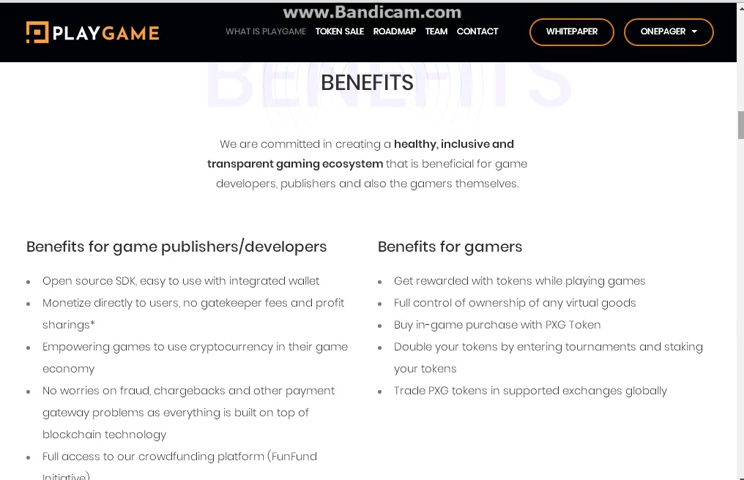 www.Bandicam.com
PLAYGAME
WHAT IS PLAYGAME TOKEN SALE ROADMAP TEAM CONTACT WHITEPAPER ONEPAGER
BENEFITS
BENEFITS
We are committed in creating a healthy, inclusive and
transparent gaming ecosystem that is beneficial for game
developers, publishers and also the gamers themselves.
Benefits for game publishers/developers
• Open source SDK, easy to use with integrated wallet
• Monetize directly to users, no gatekeeper fees and profit
sharings*
• Empowering games to use cryptocurrency in their game
economy
• No worries on fraud, chargebacks and other payment
gateway problems as everything is built on top of
blockchain technology
• Full access to our crowdfunding platform (FunFund
Initiative)
Benefits for gamers
• Get rewarded with tokens while playing games
• Full control of ownership of any virtual goods
• Buy in-game purchase with PXG Token
• Double your tokens by entering tournaments and staking
your tokens
• Trade PXG tokens in supported exchanges globally